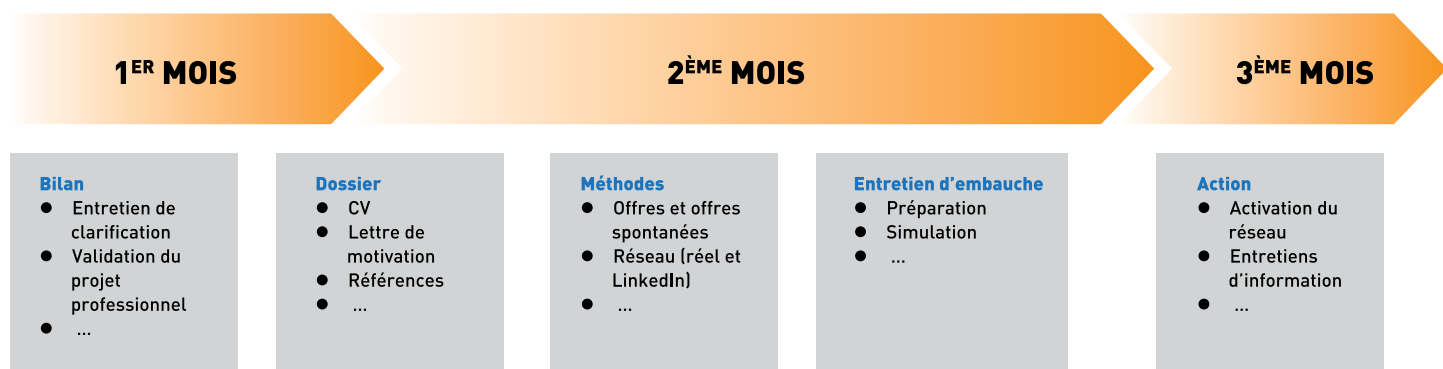 1ER MOIS
2ÈME MOIS
3ÈME MOIS
Bilan
● Entretien de
clarification
● Validation du
projet
professionnel
● ...
Dossier
● CV
● Lettre de
motivation
● Références
● ...
Méthodes
● Offres et offres
spontanées
● Réseau (réel et
LinkedIn)
● ...
Entretien d’embauche
● Préparation
● Simulation
● ...
Action
● Activation du
réseau
● Entretiens
d’information
● ...